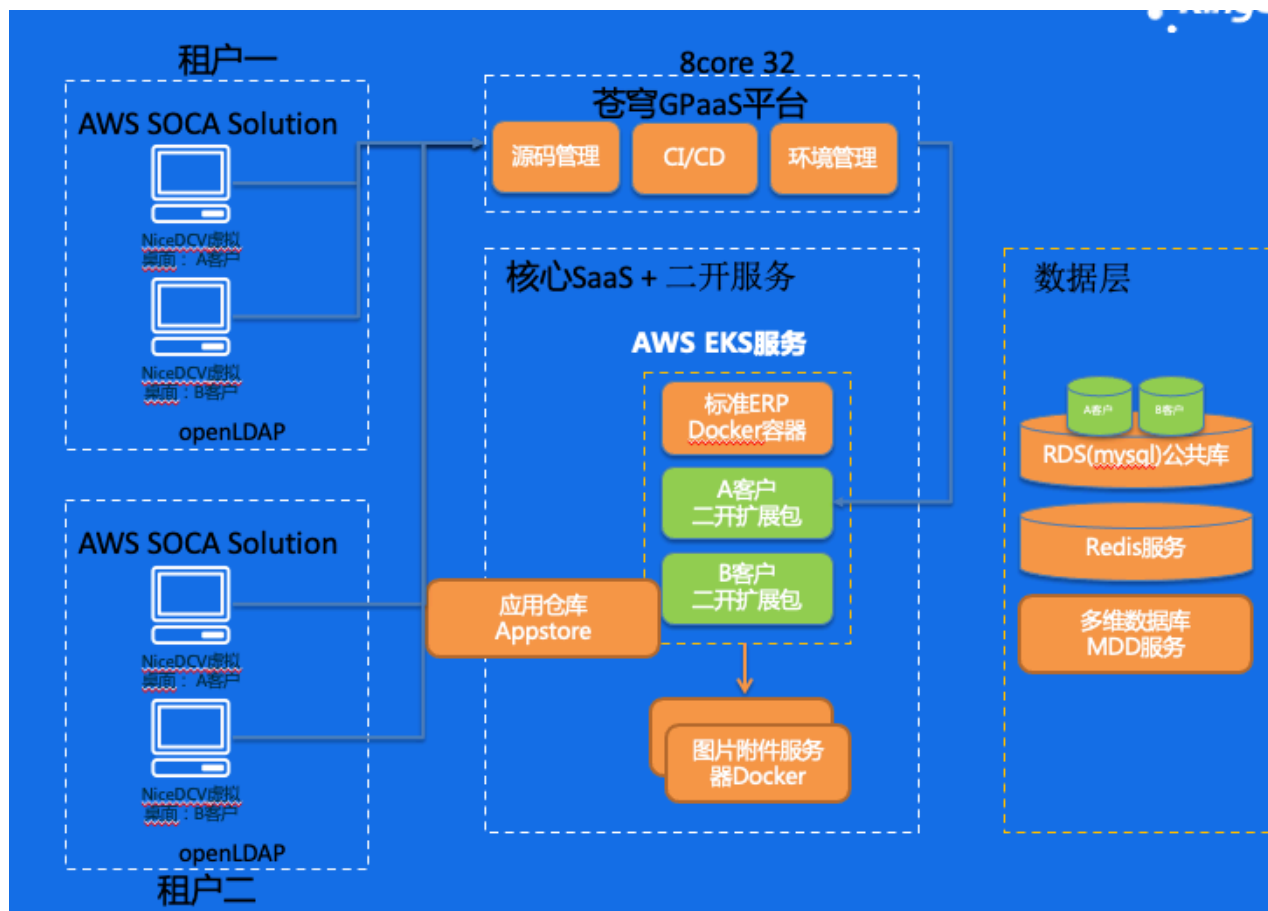 租户一
AWS SOCA Solution
NiceDCV虚拟
桌面：A客户
NiceDCV虚拟
桌面：B客户
openLDAP
AWS SOCA Solution
NiceDCV虚拟
桌面：A客户
NiceDCV虚拟
桌面：B客户
openLDAP
租户二
8core 32
苍穹GPaaS平台
源码管理
CI/CD
环境管理
核心SaaS + 二开服务
AWS EKS服务
标准ERP
Docker容器
A客户
二开扩展包
B客户
二开扩展包
应用仓库
Appstore
图片附件服务
器Docker
数据层
A客户
B客户
RDS(mysql)公共库
Redis服务
多维数据库
MDD服务